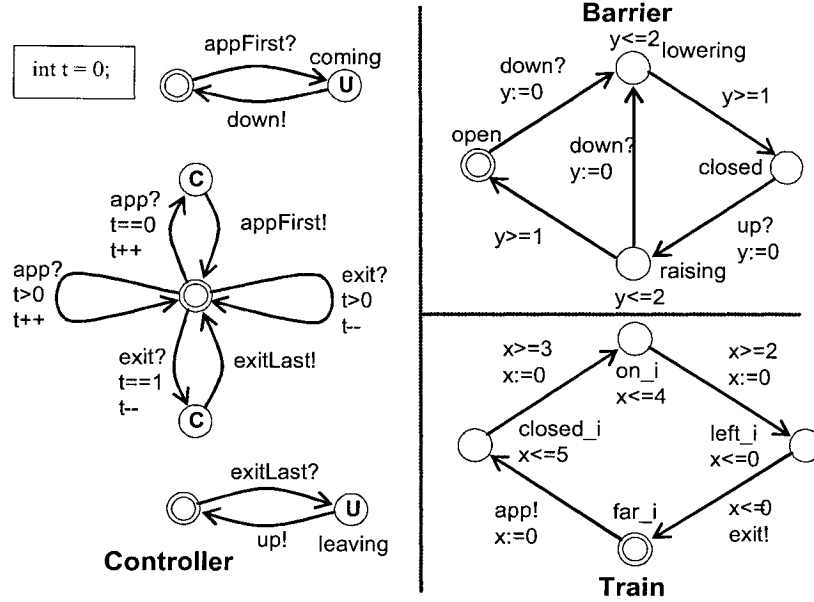 int t = 0;
appFirst?
coming
U
down!
C
app?
t==0
t++
appFirst!
app?
t>0
t++
exit?
t>0
t--
exit?
t==1
t--
exitLast!
C
exitLast?
U
up!
leaving
Controller
Barrier
y<=2
lowering
down?
y:=0
y>=1
open
down?
y:=0
closed
y>=1
up?
y:=0
raising
y<=2
x>=3
x:=0
on_i
x<=4
x>=2
x:=0
closed_i
x<=5
left_i
x<=0
app!
x:=0
far_i
x<=0
exit!
Train